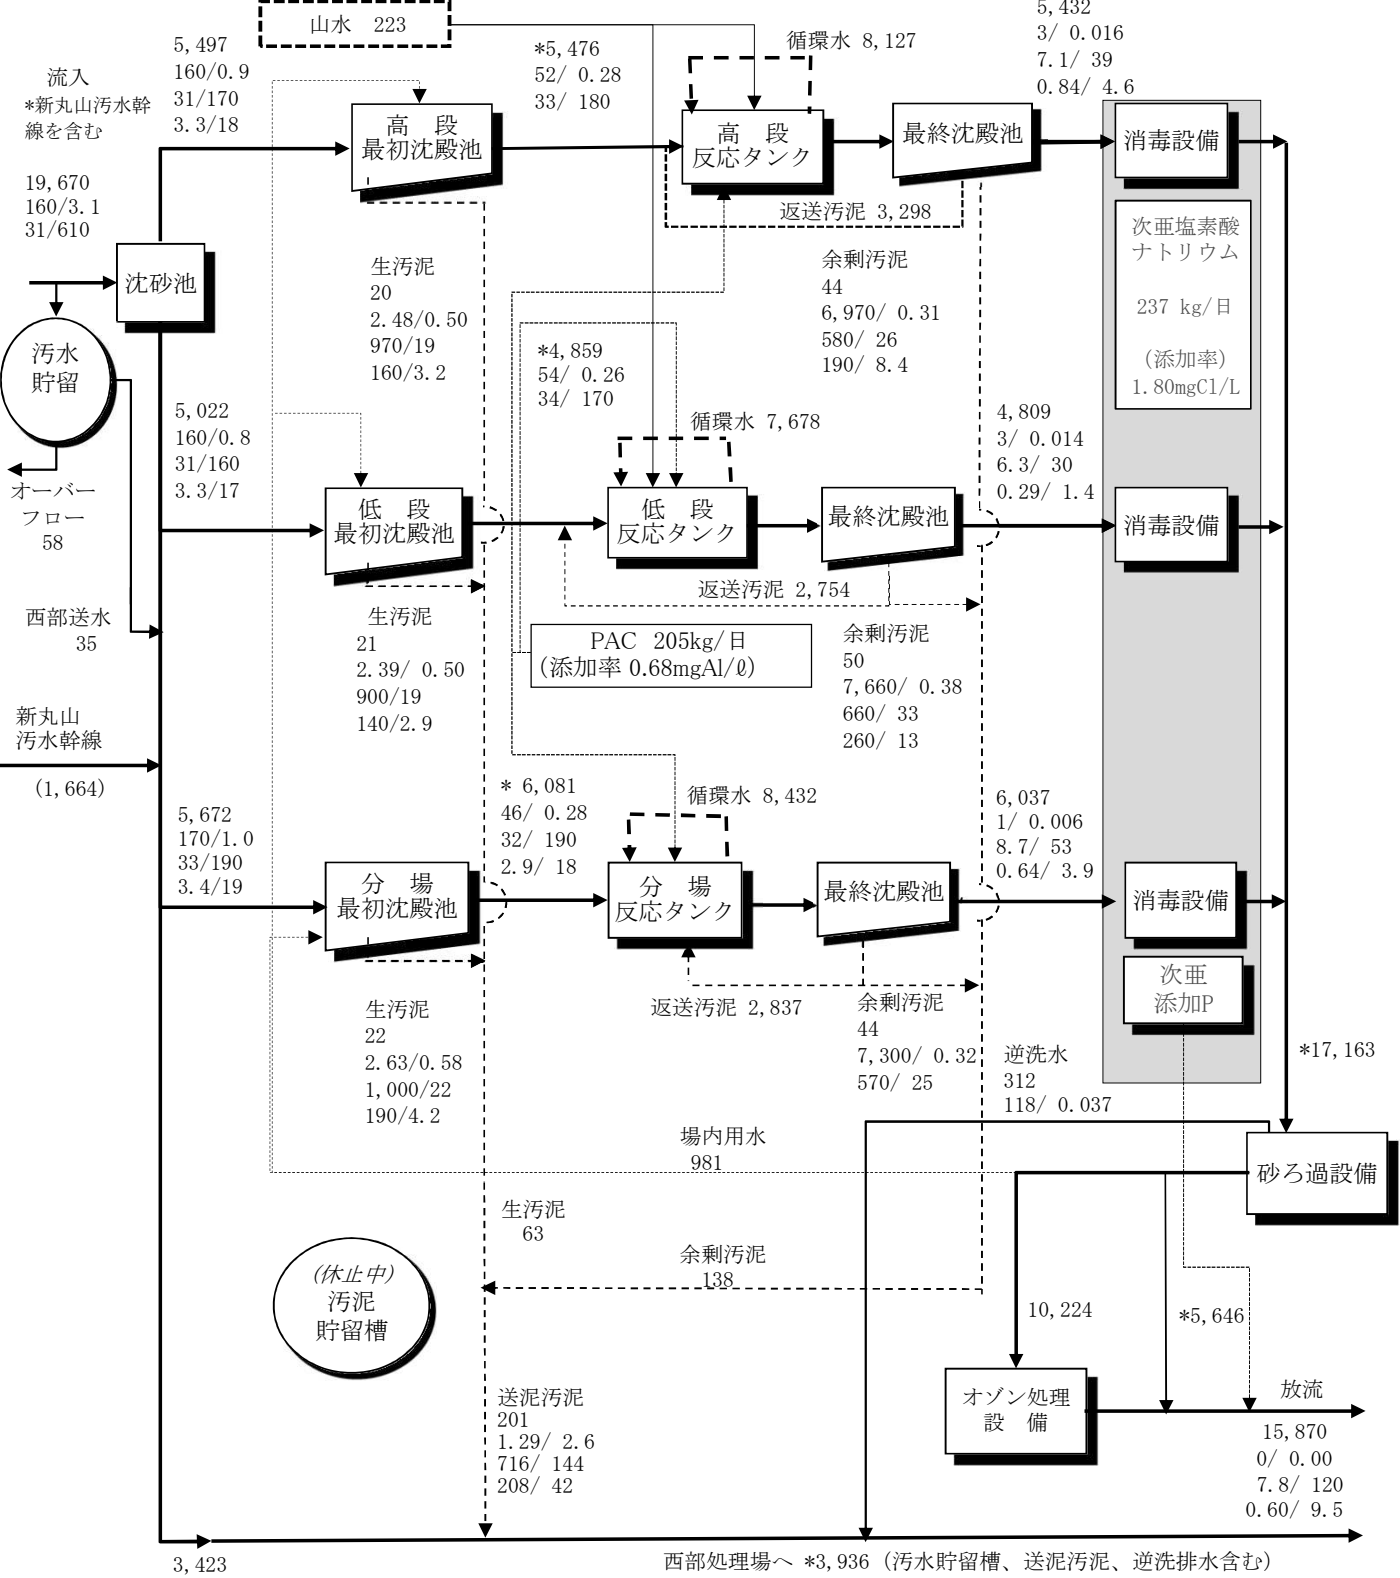 山水 223
5,497
160/0.9
31/170
3.3/18
*5,476
52/ 0.28
33/ 180
循環水 8,127
5,432
3/ 0.016
7.1/ 39
0.84/ 4.6
流入
*新丸山汚水幹
線を含む
19,670
160/3.1
31/610
高 段
最初沈殿池
高 段
反応タンク
最終沈殿池
消毒設備
返送汚泥 3,298
次亜塩素酸
ナトリウム
237 kg/日
(添加率)
1.80mgCl/L
沈砂池
生汚泥
20
2.48/0.50
970/19
160/3.2
余剰汚泥
44
6,970/ 0.31
580/ 26
190/ 8.4
汚水
貯留
オーバー
フロー
58
5,022
160/0.8
31/160
3.3/17
*4,859
54/ 0.26
34/ 170
循環水 7,678
4,809
3/ 0.014
6.3/ 30
0.29/ 1.4
低 段
最初沈殿池
低 段
反応タンク
最終沈殿池
消毒設備
返送汚泥 2,754
西部送水
35
生汚泥
21
2.39/ 0.50
900/19
140/2.9
PAC 205kg/日
(添加率 0.68mgAl/ℓ)
余剰汚泥
50
7,660/ 0.38
660/ 33
260/ 13
新丸山
汚水幹線
(1,664)
5,672
170/1.0
33/190
3.4/19
* 6,081
46/ 0.28
32/ 190
2.9/ 18
循環水 8,432
6,037
1/ 0.006
8.7/ 53
0.64/ 3.9
分 場
最初沈殿池
分 場
反応タンク
最終沈殿池
消毒設備
次亜
添加P
返送汚泥 2,837
生汚泥
22
2.63/0.58
1,000/22
190/4.2
余剰汚泥
44
7,300/ 0.32
570/ 25
逆洗水
312
118/ 0.037
*17,163
場内用水
981
砂ろ過設備
生汚泥
63
余剰汚泥
138
(休止中)
汚泥
貯留槽
10,224
*5,646
オゾン処理
設 備
放流
15,870
0/ 0.00
7.8/ 120
0.60/ 9.5
送泥汚泥
201
1.29/ 2.6
716/ 144
208/ 42
3,423
西部処理場へ *3,936 (汚水貯留槽、送泥汚泥、逆洗排水含む)